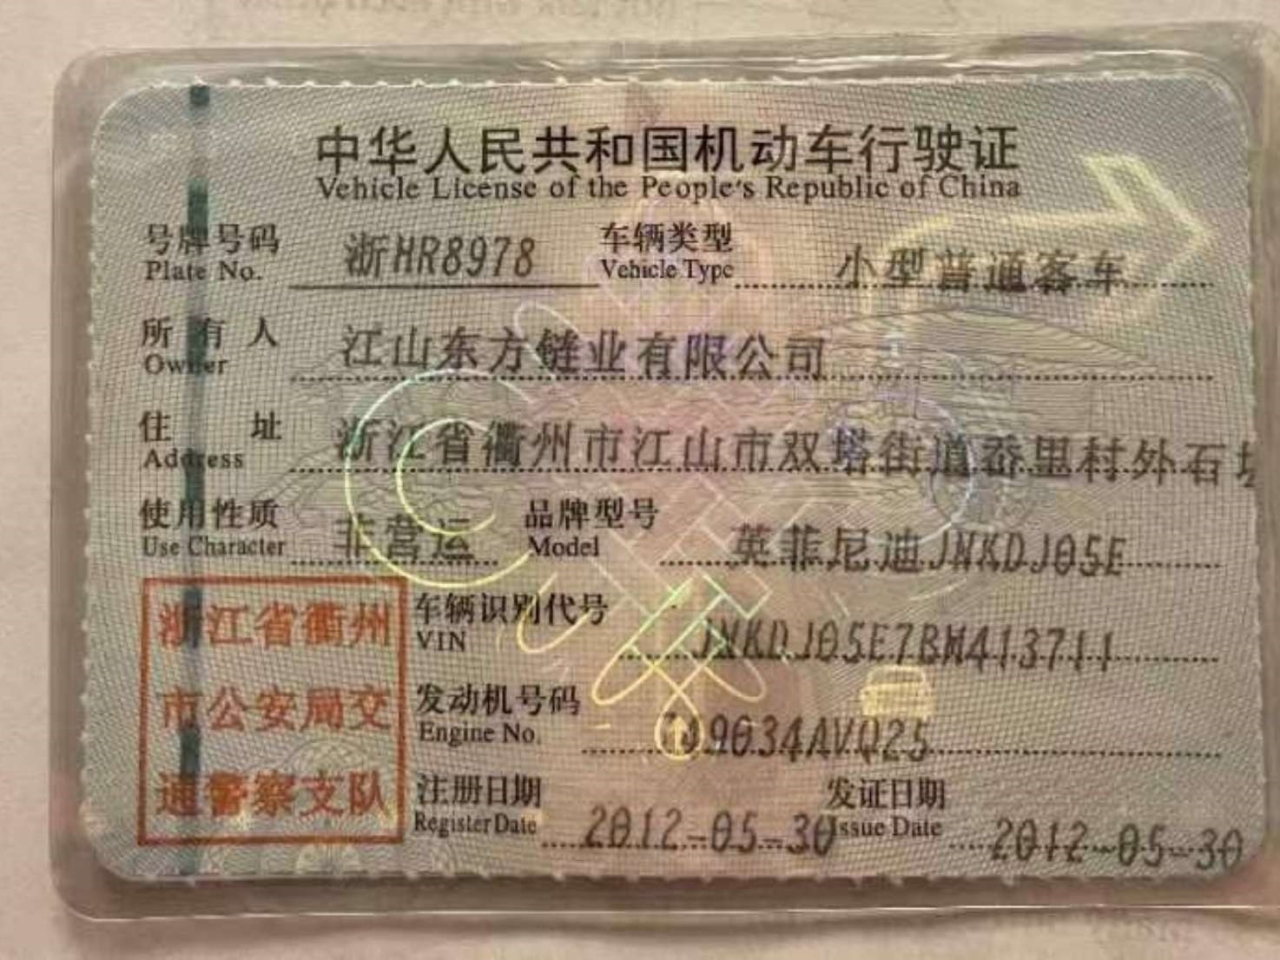 中华人民共和国机动车行驶证
Vehicle License of the People's Republic of China
号牌号码 浙HR8978 车辆类型 小型普通客车
Plate No. Vehicle Type
所有人 江山东方链业有限公司
Owner
住址 浙江省衢州市江山市双塔街道乔里村外石
Address
使用性质 非营运 品牌型号 英菲尼迪JNKDJ05E
Use Character Model
浙江省衢州
市公安局交
通警察支队
车辆识别代号 JNKDJ05E7BM413711
VIN
发动机号码
Engine No.
注册日期 2012-05-30 发证日期 2012-05-30
Register Date Issue Date